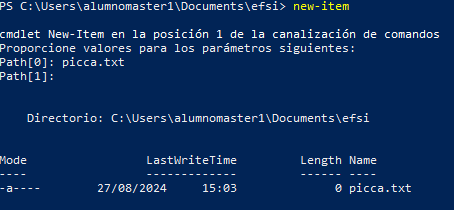 PS C:\Users\alumnomaster1\Documents\efsi> new-item
cmdlet New-Item en la posición 1 de la canalización de comandos
Proporcione valores para los parámetros siguientes:
Path[0]: picca.txt
Path[1]:
Directorio: C:\Users\alumnomaster1\Documents\efsi
Mode LastWriteTime Length Name
---- ------------- ------ ----
-a---- 27/08/2024 15:03 0 picca.txt